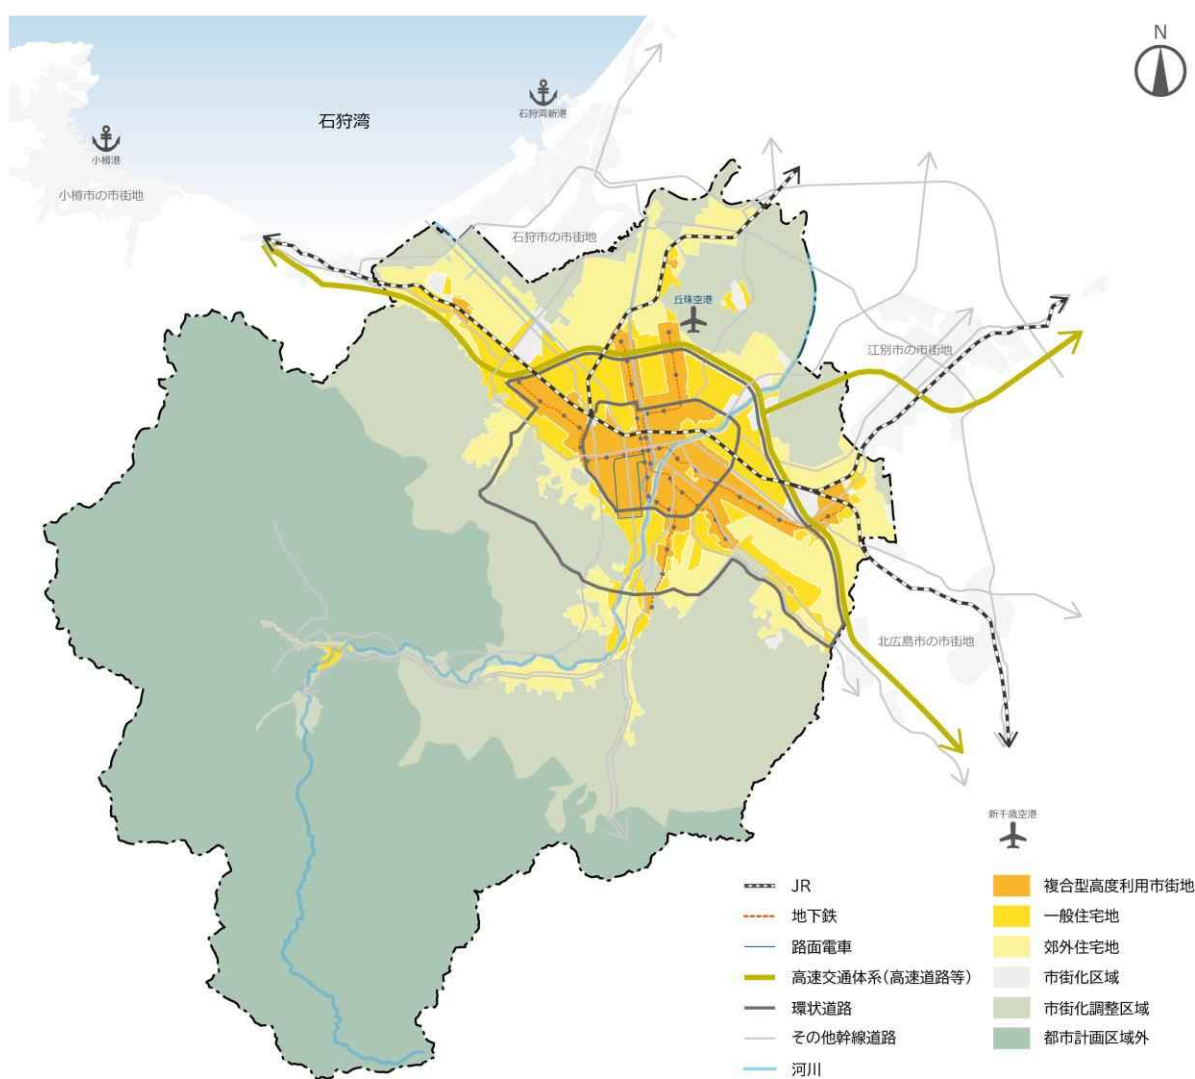 N
石狩湾新港
石狩湾
小樽港
小樽市の市街地
石狩市の市街地
丘珠空港
江別市の市街地
北広島市の市街地
新千歳空港
JR
地下鉄
路面電車
高速交通体系(高速道路等)
環状道路
その他幹線道路
河川
複合型高度利用市街地
一般住宅地
郊外住宅地
市街化区域
市街化調整区域
都市計画区域外